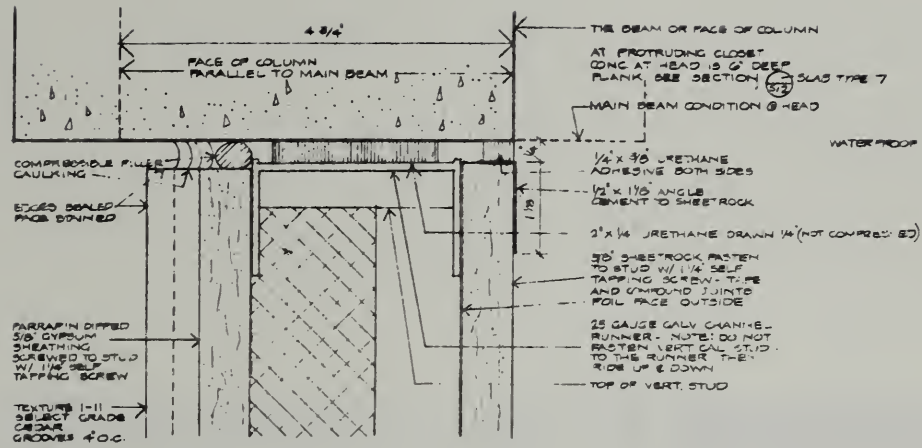 4 3/4"
FACE OF COLUMN
PARALLEL TO MAIN BEAM
TIE BEAM OR FACE OF COLUMN
AT PROTRUDING CLOSET
CONC AT HEAD IS 6" DEEP
PLANK SEE SECTION
SLAB TYPE 7
MAIN BEAM CONDITION @ HEAD
WATERPROOF
COMPRESSIBLE FILLER
CAULKING
EDGES SEALED
FACE STAINED
1/4" X 3/8" URETHANE
ADHESIVE BOTH SIDES
1/2" X 1 1/8" ANGLE
CEMENT TO SHEETROCK
1 1/8"
2" X 1/4 URETHANE DRAWN 1/4" (NOT COMPRESSED)
5/8" SHEETROCK FASTEN
TO STUD W/ 1 1/4" SELF
TAPPING SCREW - TAPE
AND COMPOUND JOINTS
FOIL FACE OUTSIDE
25 GAUGE GALV CHANNEL
RUNNER - NOTE: DO NOT
FASTEN VERTICAL STUD
TO THE RUNNER THEY
RIDE UP & DOWN
TOP OF VERT. STUD
PARRAFIN DIPPED
5/8" GYPSUM
SHEATHING
SCREWED TO STUD
W/ 1 1/4" SELF
TAPPING SCREW
TEXTURE 1-11
SELECT GRADE
CEDAR
GROOVES 4" O.C.